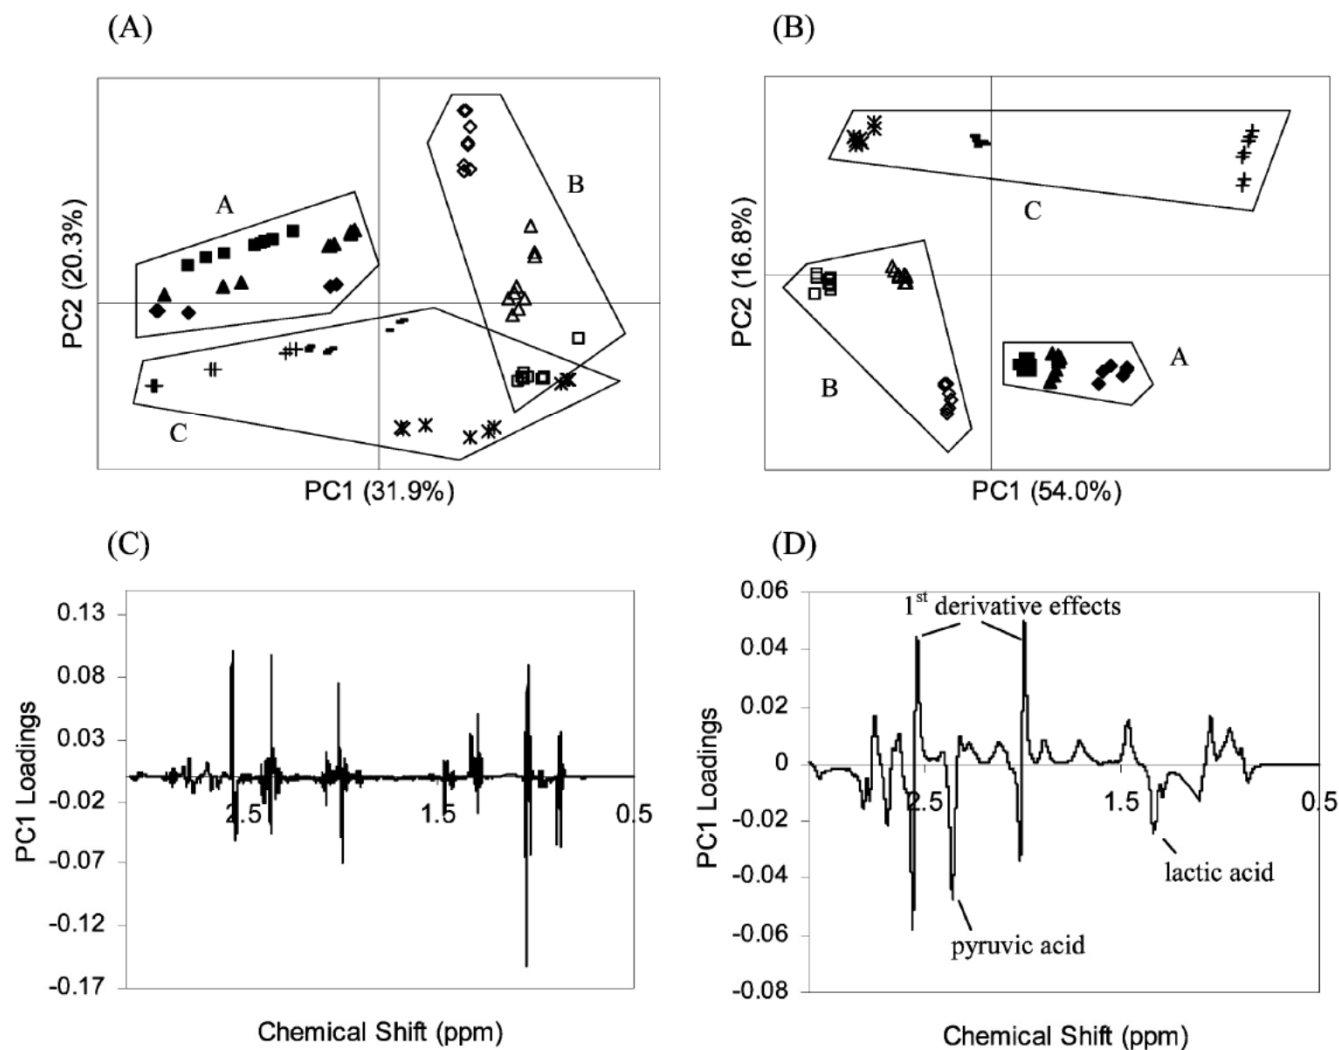 (A)
(B)
A
B
C
PC2 (20.3%)
PC1 (31.9%)
C
B
A
PC2 (16.8%)
PC1 (54.0%)
(C)
(D)
0.13
0.08
0.03
-0.02
-0.07
-0.12
-0.17
2.5
1.5
0.5
PC1 Loadings
Chemical Shift (ppm)
0.06
0.04
0.02
0
-0.02
-0.04
-0.06
-0.08
1st derivative effects
2.5
1.5
0.5
lactic acid
pyruvic acid
PC1 Loadings
Chemical Shift (ppm)